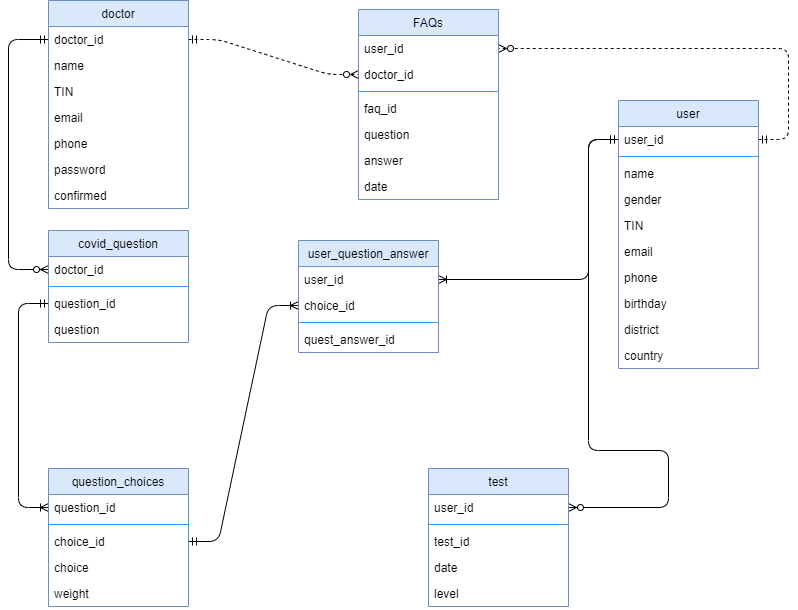 doctor
doctor_id
name
TIN
email
phone
password
confirmed
FAQs
user_id
doctor_id
faq_id
question
answer
date
user
user_id
name
gender
TIN
email
phone
birthday
district
country
covid_question
doctor_id
question_id
question
user_question_answer
user_id
choice_id
quest_answer_id
question_choices
question_id
choice_id
choice
weight
test
user_id
test_id
date
level